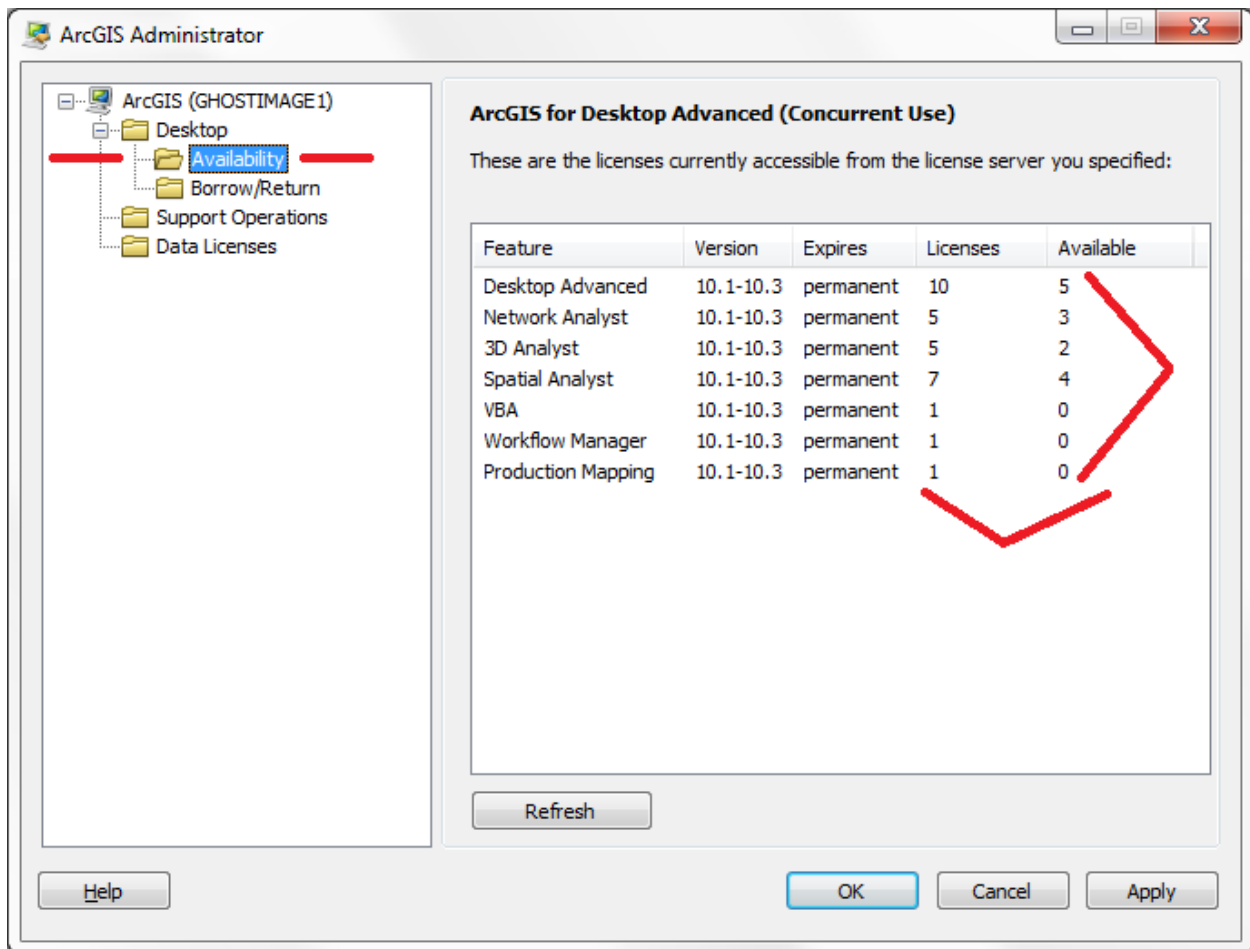 ArcGIS Administrator
ArcGIS (GHOSTIMAGE1)
Desktop
Availability
Borrow/Return
Support Operations
Data Licenses
ArcGIS for Desktop Advanced (Concurrent Use)
These are the licenses currently accessible from the license server you specified:
Feature Version Expires Licenses Available
Desktop Advanced 10.1-10.3 permanent 10 5
Network Analyst 10.1-10.3 permanent 5 3
3D Analyst 10.1-10.3 permanent 5 2
Spatial Analyst 10.1-10.3 permanent 7 4
VBA 10.1-10.3 permanent 1 0
Workflow Manager 10.1-10.3 permanent 1 0
Production Mapping 10.1-10.3 permanent 1 0
Refresh
Help OK Cancel Apply